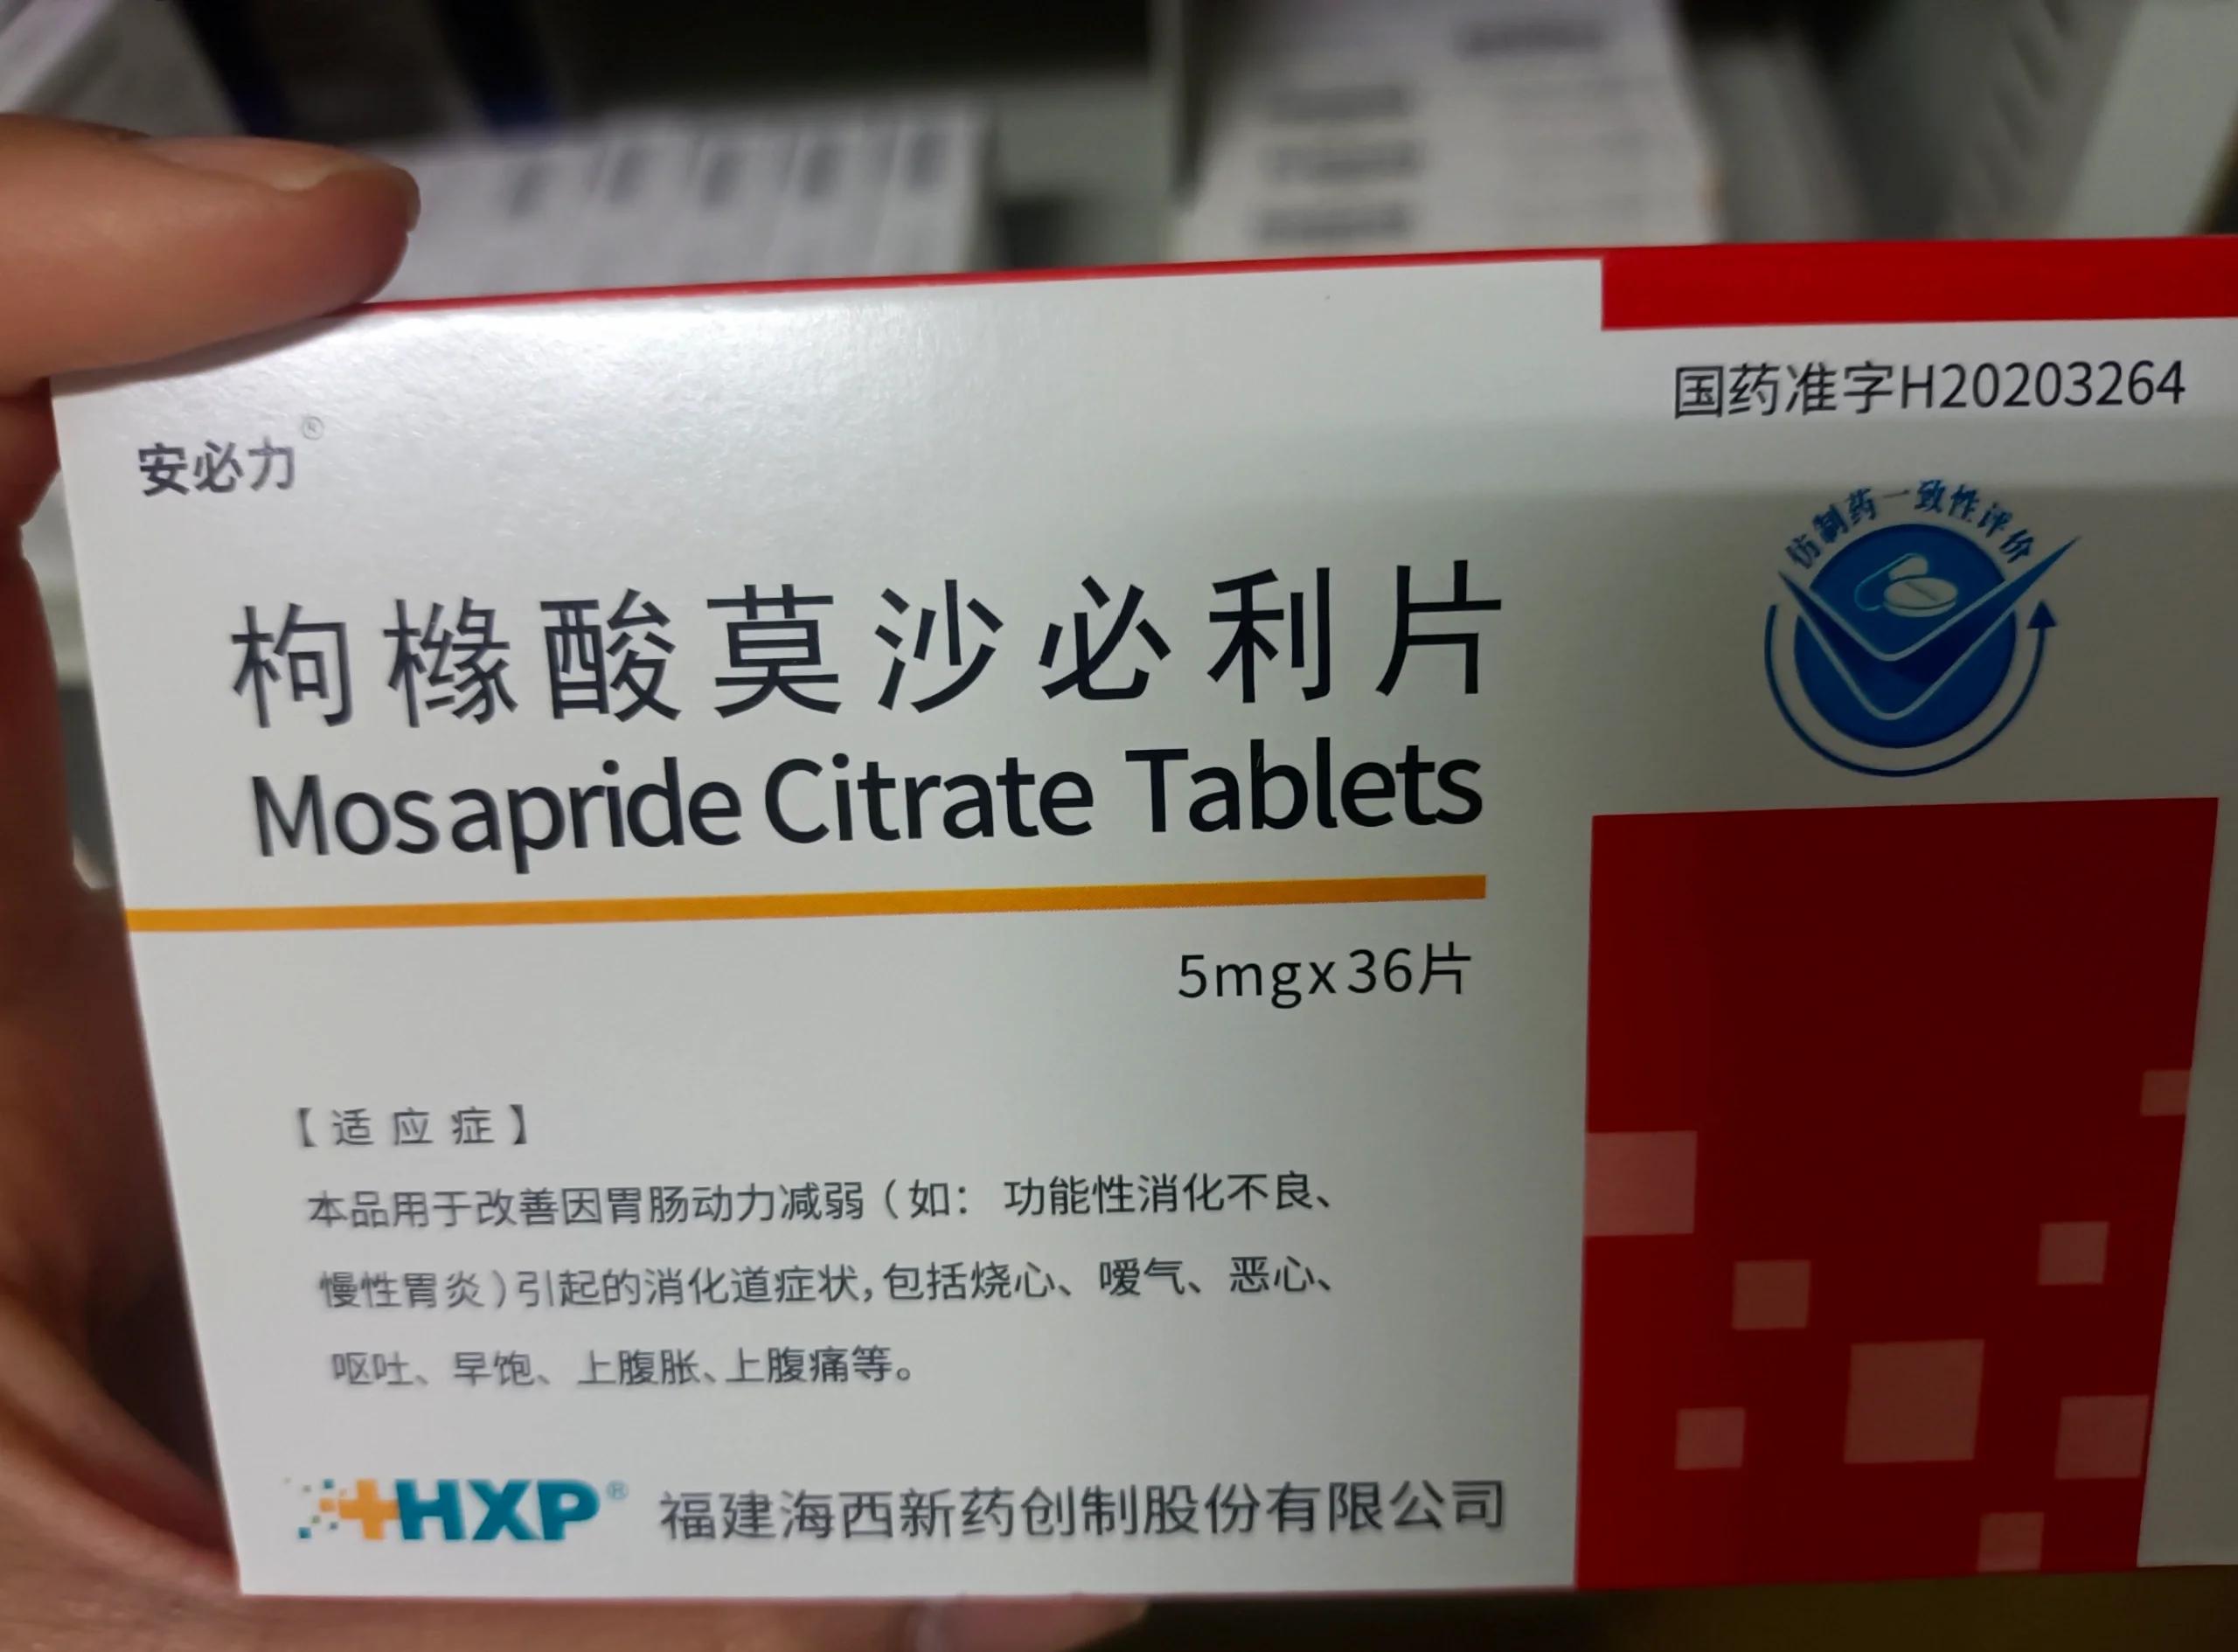 国药准字H20203264
安必力®
仿制药一致性评价
枸橼酸莫沙必利片
Mosapride Citrate Tablets
5mgx36片
【适应症】
本品用于改善因胃肠动力减弱（如：功能性消化不良、
慢性胃炎）引起的消化道症状，包括烧心、嗳气、恶心、
呕吐、早饱、上腹胀、上腹痛等。
HXP® 福建海西新药创制股份有限公司